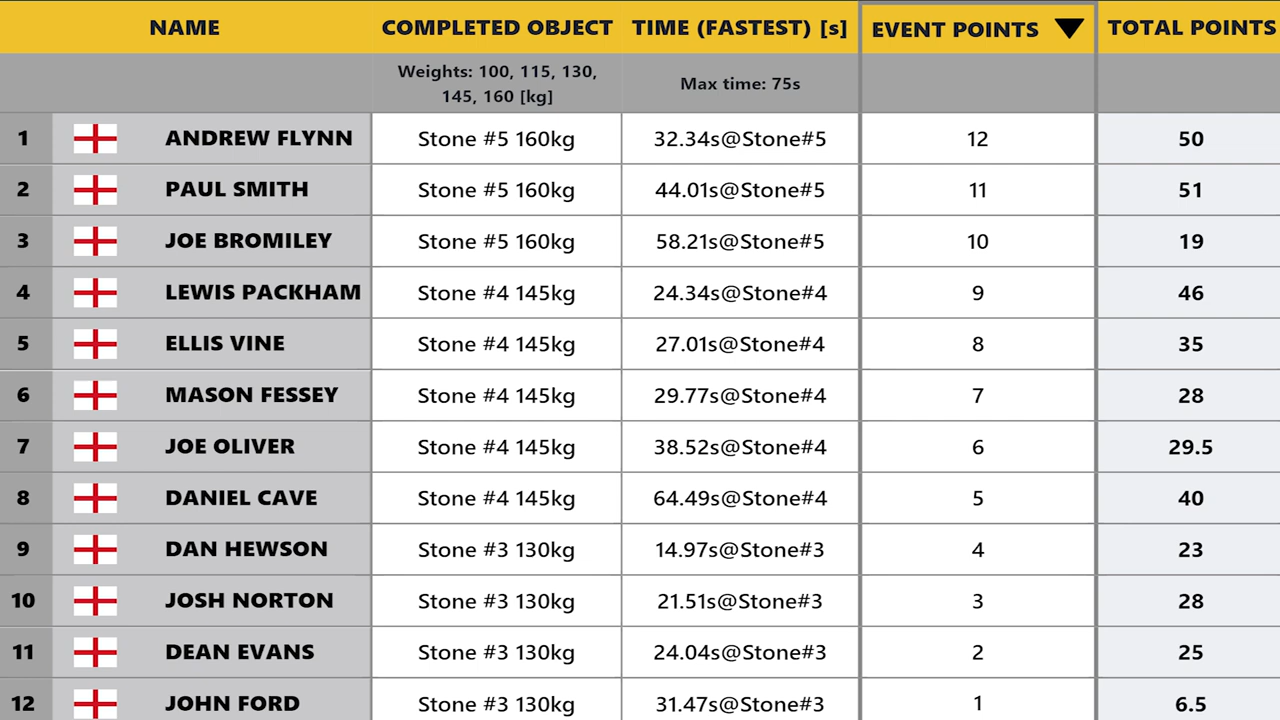 NAME COMPLETED OBJECT TIME (FASTEST) [s] EVENT POINTS ▼ TOTAL POINTS
Weights: 100, 115, 130,
145, 160 [kg]
Max time: 75s
1 ANDREW FLYNN Stone #5 160kg 32.34s@Stone#5 12 50
2 PAUL SMITH Stone #5 160kg 44.01s@Stone#5 11 51
3 JOE BROMILEY Stone #5 160kg 58.21s@Stone#5 10 19
4 LEWIS PACKHAM Stone #4 145kg 24.34s@Stone#4 9 46
5 ELLIS VINE Stone #4 145kg 27.01s@Stone#4 8 35
6 MASON FESSEY Stone #4 145kg 29.77s@Stone#4 7 28
7 JOE OLIVER Stone #4 145kg 38.52s@Stone#4 6 29.5
8 DANIEL CAVE Stone #4 145kg 64.49s@Stone#4 5 40
9 DAN HEWSON Stone #3 130kg 14.97s@Stone#3 4 23
10 JOSH NORTON Stone #3 130kg 21.51s@Stone#3 3 28
11 DEAN EVANS Stone #3 130kg 24.04s@Stone#3 2 25
12 JOHN FORD Stone #3 130kg 31.47s@Stone#3 1 6.5